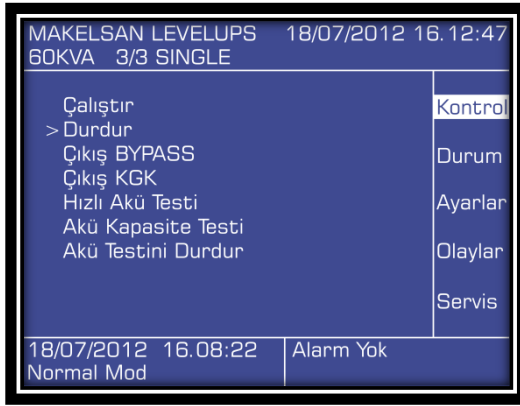 MAKELSAN LEVELUPS 18/07/2012 16.12:47
60KVA 3/3 SINGLE
Çalıştır
>Durdur
Çıkış BYPASS
Çıkış KGK
Hızlı Akü Testi
Akü Kapasite Testi
Akü Testini Durdur
Kontrol
Durum
Ayarlar
Olaylar
Servis
18/07/2012 16.08:22
Normal Mod
Alarm Yok